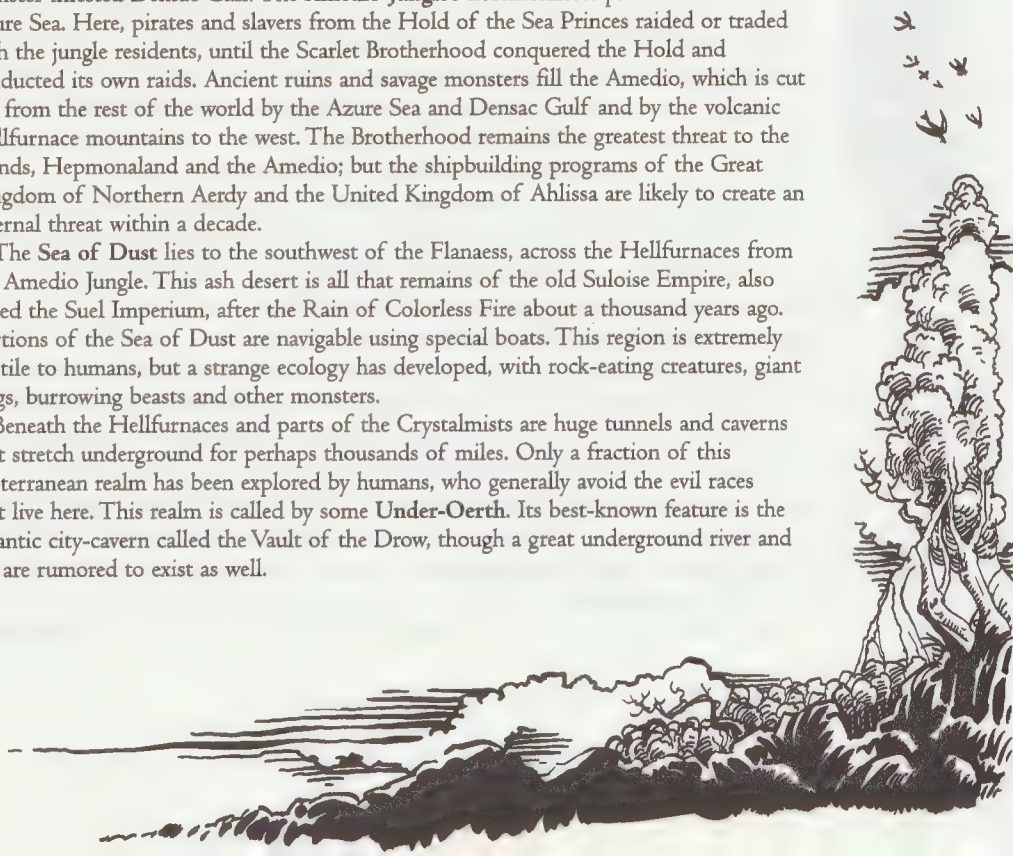 ure Sea. Here, pirates and slavers from the Hold of the Sea Princes raided or traded
h the jungle residents, until the Scarlet Brotherhood conquered the Hold and
ducted its own raids. Ancient ruins and savage monsters fill the Amedio, which is cut
from the rest of the world by the Azure Sea and Densac Gulf and by the volcanic
llfurnace mountains to the west. The Brotherhood remains the greatest threat to the
nds, Hepmonaland and the Amedio; but the shipbuilding programs of the Great
gdom of Northern Aerdy and the United Kingdom of Ahlissa are likely to create an
ernal threat within a decade.
The Sea of Dust lies to the southwest of the Flanaess, across the Hellfurnaces from
Amedio Jungle. This ash desert is all that remains of the old Suloise Empire, also
ed the Suel Imperium, after the Rain of Colorless Fire about a thousand years ago.
tions of the Sea of Dust are navigable using special boats. This region is extremely
tile to humans, but a strange ecology has developed, with rock-eating creatures, giant
gs, burrowing beasts and other monsters.
Beneath the Hellfurnaces and parts of the Crystalmists are huge tunnels and caverns
t stretch underground for perhaps thousands of miles. Only a fraction of this
terranean realm has been explored by humans, who generally avoid the evil races
t live here. This realm is called by some Under-Oerth. Its best-known feature is the
antic city-cavern called the Vault of the Drow, though a great underground river and
are rumored to exist as well.